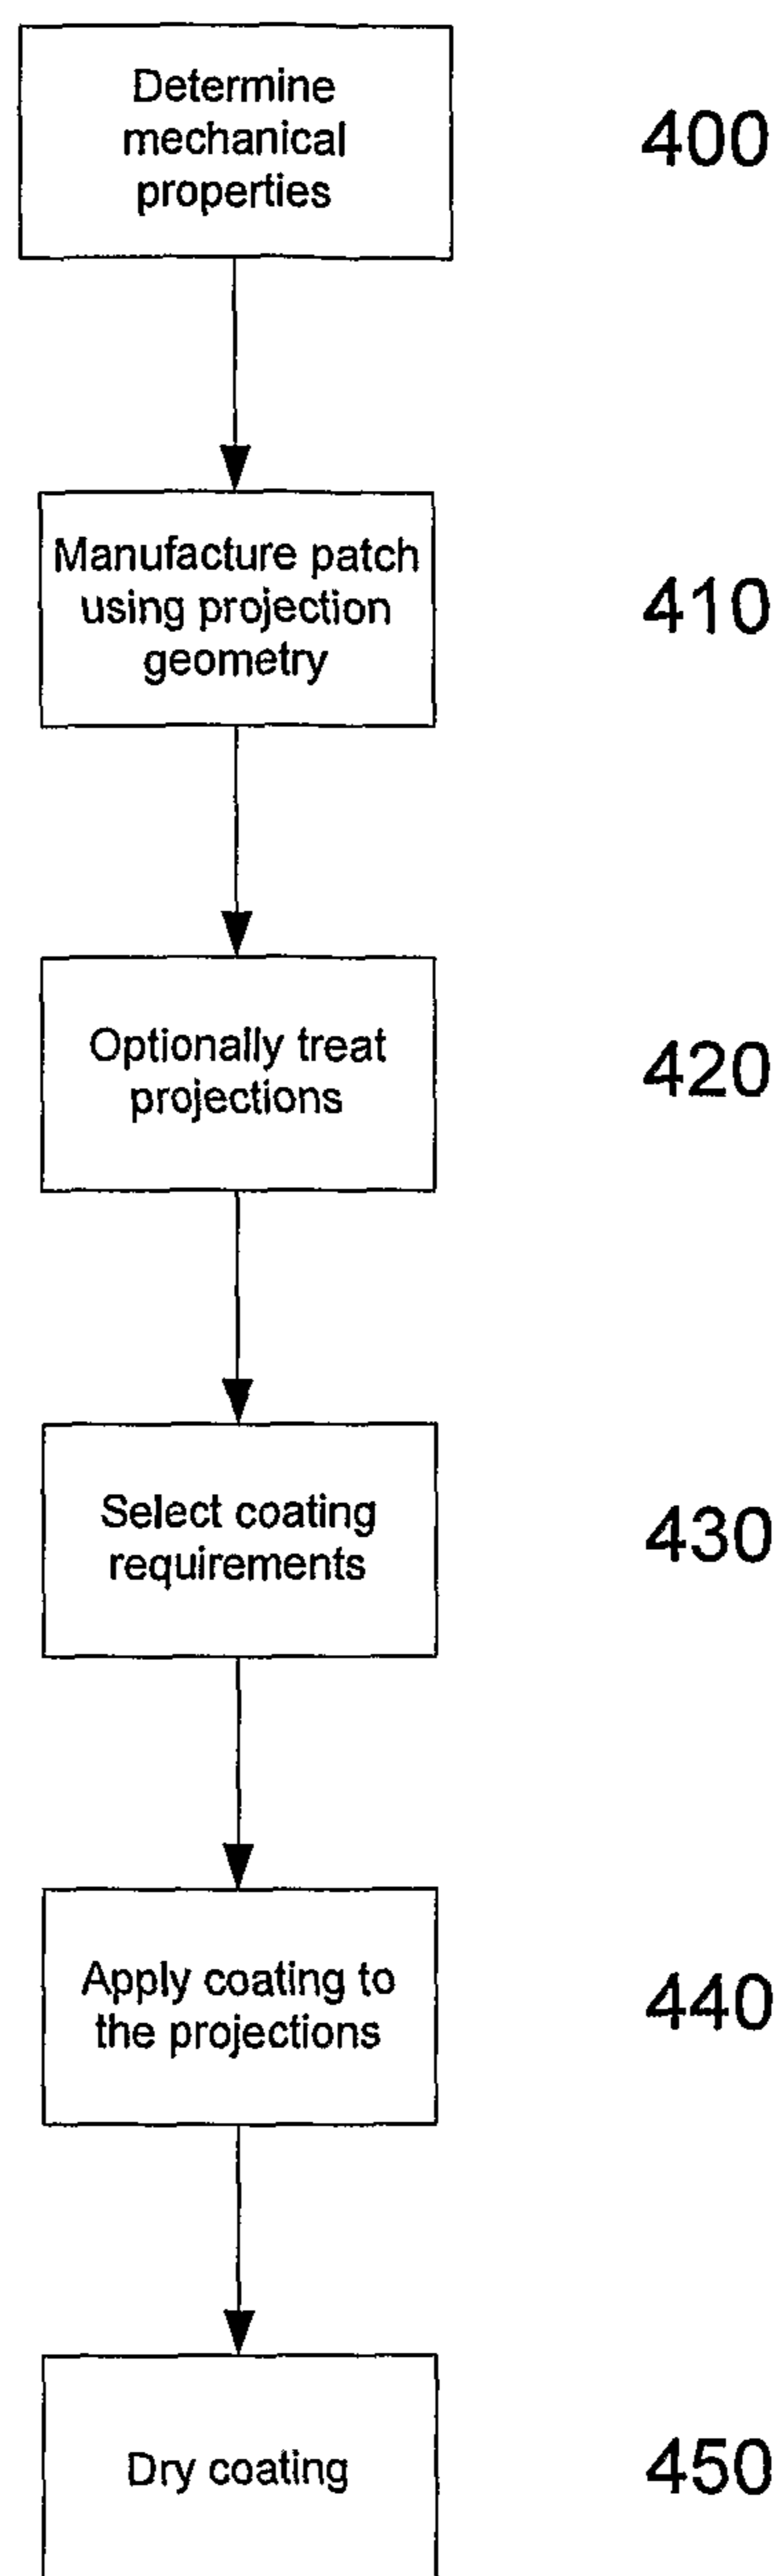 Determine
mechanical
properties
400
Manufacture patch
using projection
geometry
410
Optionally treat
projections
420
Select coating
requirements
430
Apply coating to
the projections
440
Dry coating
450